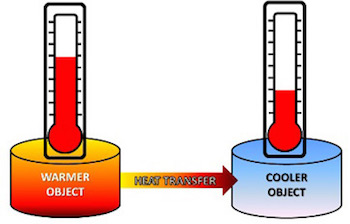 WARMER
OBJECT
HEAT TRANSFER
COOLER
OBJECT